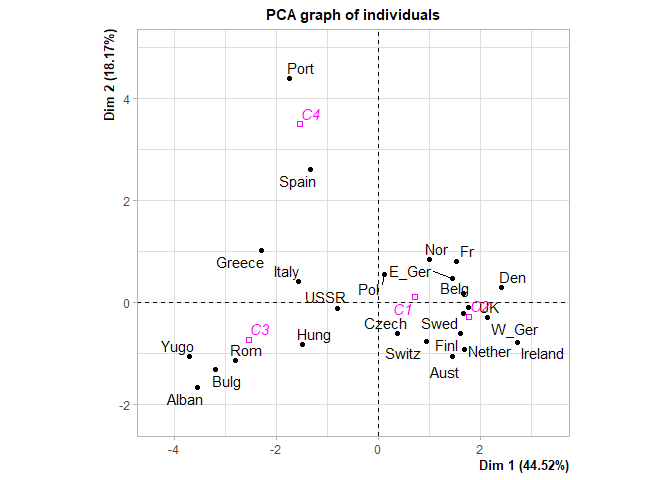 PCA graph of individuals
Dim 2 (18.17%)
Port
4
C4
Spain
2
Greece
Nor
Fr
Italy
E_Ger
Den
Pol
Belg
USSR
0
C1
C2
UK
Czech
Swed
W_Ger
C3
Hung
Yugo
Rom
Switz
Finl
Nether
Ireland
Bulg
Aust
Alban
-2
-4
-2
0
2
Dim 1 (44.52%)